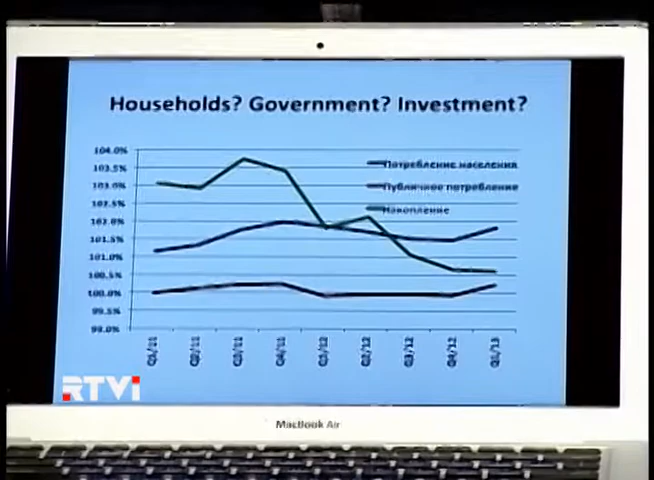 Households? Government? Investment?
104.0%
103.5%
103.0%
102.5%
102.0%
101.5%
101.0%
100.5%
100.0%
99.5%
99.0%
Потребление населения
Публичное потребление
Накопление
Q1/11
Q2/11
Q3/11
Q4/11
Q1/12
Q2/12
Q3/12
Q4/12
Q1/13
RTVi
MacBook Air